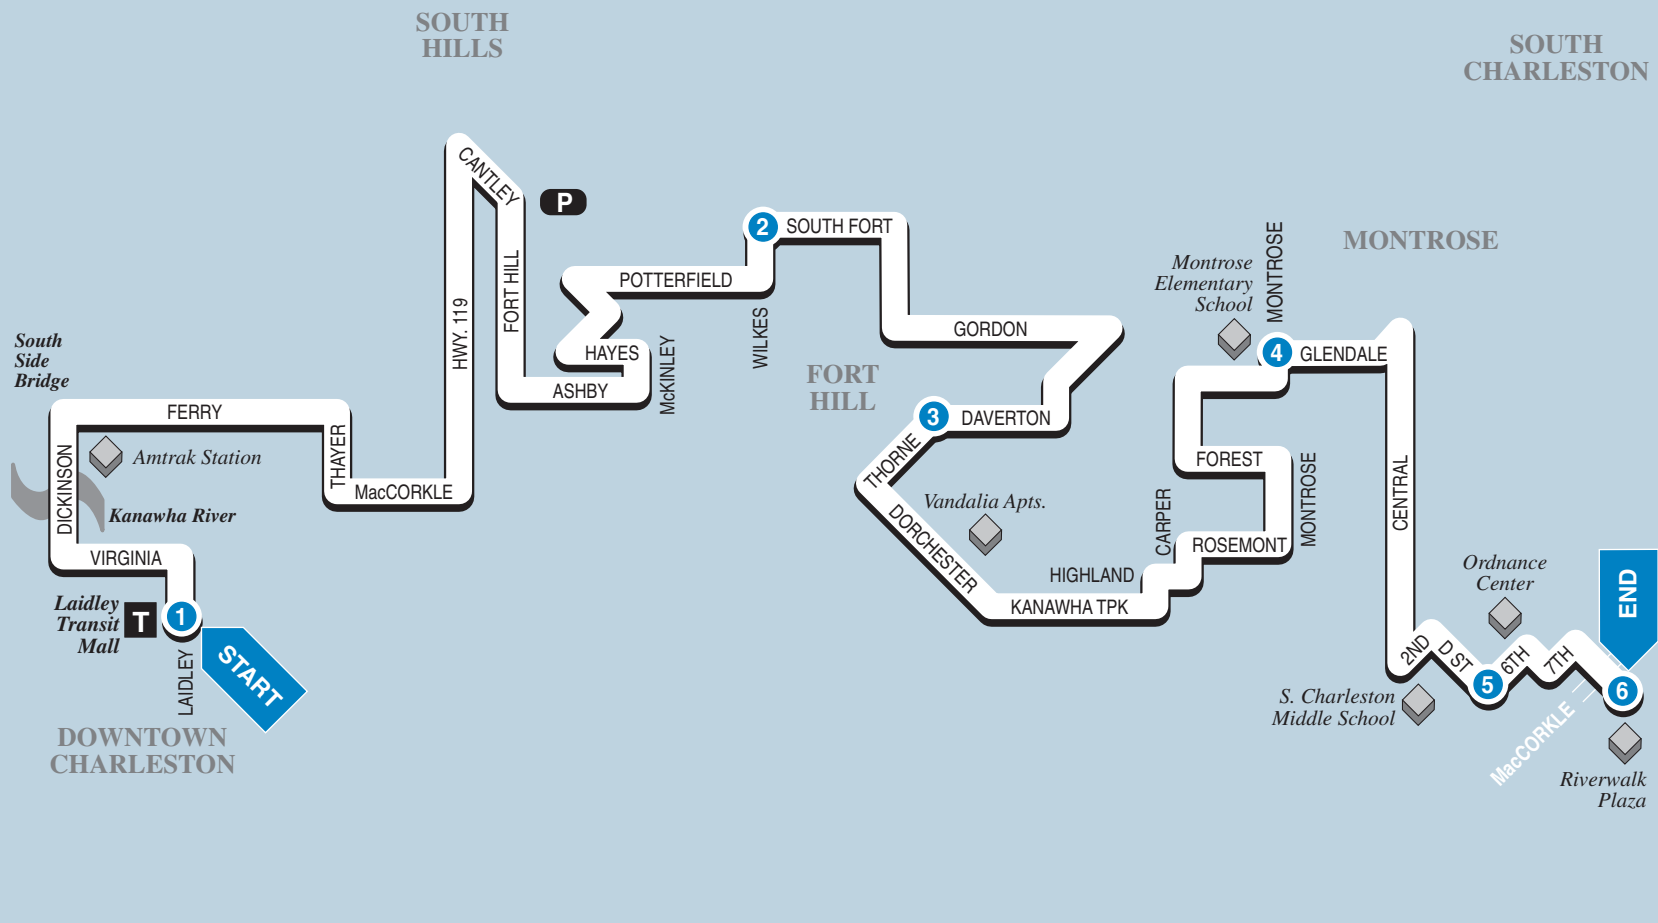 SOUTH
HILLS
SOUTH
CHARLESTON
CANTLEY
P
2
SOUTH FORT
MONTROSE
MONTROSE
Montrose
Elementary
School
POTTERFIELD
FORT HILL
HWY. 119
WILKES
GORDON
South
Side
Bridge
HAYES
McKINLEY
4
GLENDALE
FORT
HILL
ASHBY
FERRY
3
DAVERTON
THAYER
DICKINSON
Amtrak Station
THORNE
FOREST
MONTROSE
CENTRAL
MacCORKLE
Vandalia Apts.
Kanawha River
CARPER
DORCHESTER
ROSEMONT
VIRGINIA
HIGHLAND
KANAWHA TPK
Ordnance
Center
END
Laidley
Transit
Mall
T
1
LAIDLEY
START
2ND
D ST
5
6TH
7TH
6
S. Charleston
Middle School
MacCORKLE
DOWNTOWN
CHARLESTON
Riverwalk
Plaza